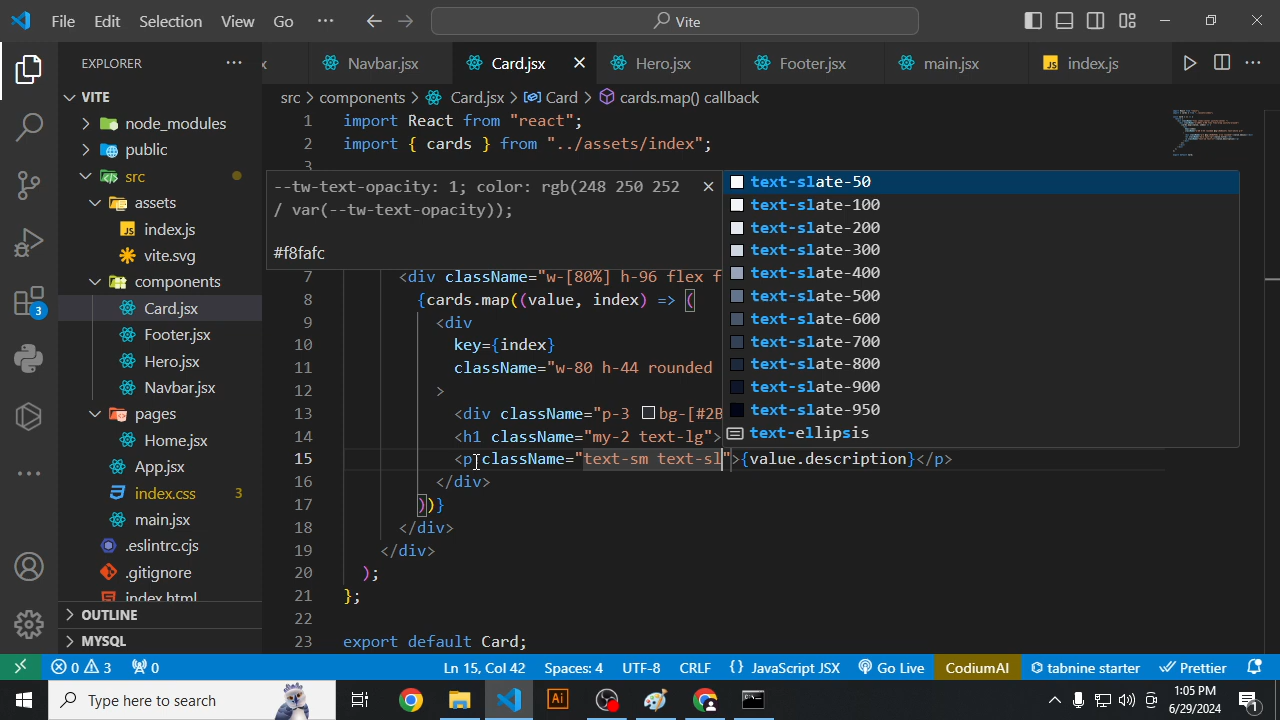 File Edit Selection View Go ··· Vite
EXPLORER ···
x Navbar.jsx Card.jsx Hero.jsx Footer.jsx main.jsx JS index.js ···
VITE
node_modules
public
src
assets
JS index.js
vite.svg
components
Card.jsx
Footer.jsx
Hero.jsx
Navbar.jsx
pages
Home.jsx
App.jsx
index.css 3
main.jsx
.eslintrc.cjs
.gitignore
index.html
OUTLINE
MYSQL
3
src > components > Card.jsx > Card > cards.map() callback
1 import React from "react";
2 import { cards } from "../assets/index";
3
--tw-text-opacity: 1; color: rgb(248 250 252
/ var(--tw-text-opacity));
#f8fafc
text-slate-50
text-slate-100
text-slate-200
text-slate-300
text-slate-400
text-slate-500
text-slate-600
text-slate-700
text-slate-800
text-slate-900
text-slate-950
text-ellipsis
7 <div className="w-[80%] h-96 flex f
8 {cards.map((value, index) => (
9 <div
10 key={index}
11 className="w-80 h-44 rounded
12 >
13 <div className="p-3 bg-[#2B
14 <h1 className="my-2 text-lg">
15 <p className="text-sm text-sl">{value.description}</p>
16 </div>
17 ))}
18 </div>
19 </div>
20 );
21 };
22
23 export default Card;
0 3 0 Ln 15, Col 42 Spaces: 4 UTF-8 CRLF {} JavaScript JSX Go Live CodiumAI tabnine starter Prettier
Type here to search
Ai
1:05 PM
6/29/2024
1